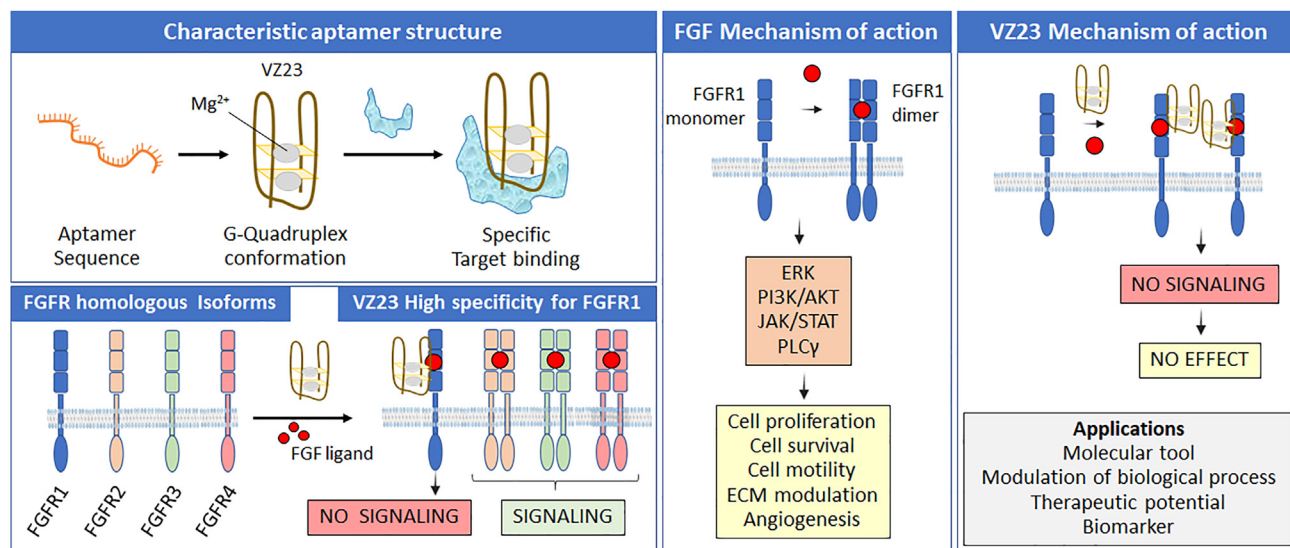 Characteristic aptamer structure
VZ23
Mg²⁺
Aptamer
Sequence
G-Quadruplex
conformation
Specific
Target binding
FGFR homologous Isoforms
VZ23 High specificity for FGFR1
FGF ligand
FGFR1
FGFR2
FGFR3
FGFR4
NO SIGNALING
SIGNALING
FGF Mechanism of action
FGFR1
monomer
FGFR1
dimer
ERK
PI3K/AKT
JAK/STAT
PLCγ
Cell proliferation
Cell survival
Cell motility
ECM modulation
Angiogenesis
VZ23 Mechanism of action
NO SIGNALING
NO EFFECT
Applications
Molecular tool
Modulation of biological process
Therapeutic potential
Biomarker